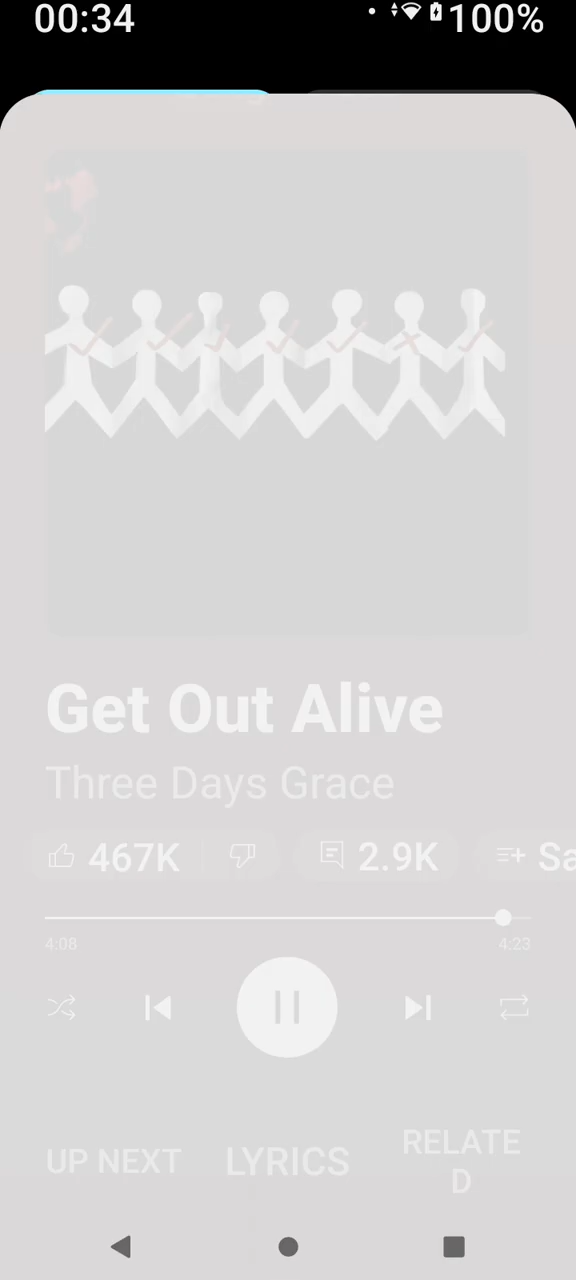 00:34 100%
Get Out Alive
Three Days Grace
467K 2.9K Sa
4:08 4:23
UP NEXT LYRICS RELATE
D